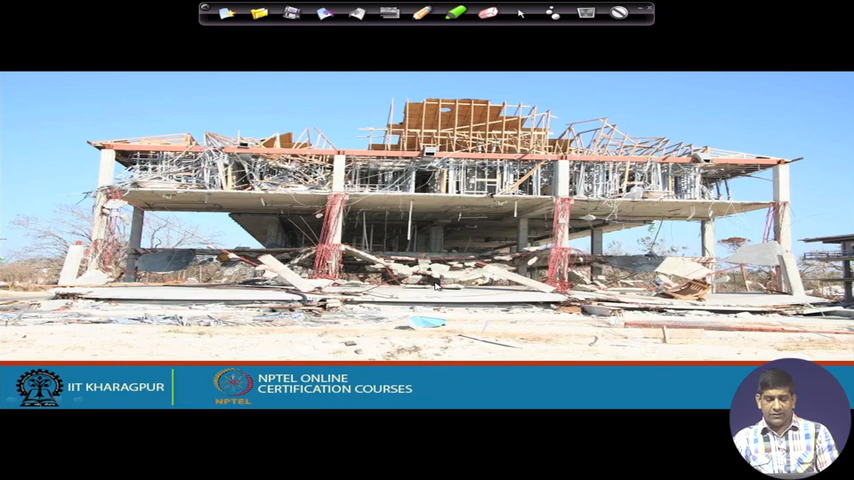 IIT KHARAGPUR
NPTEL ONLINE
CERTIFICATION COURSES
NPTEL